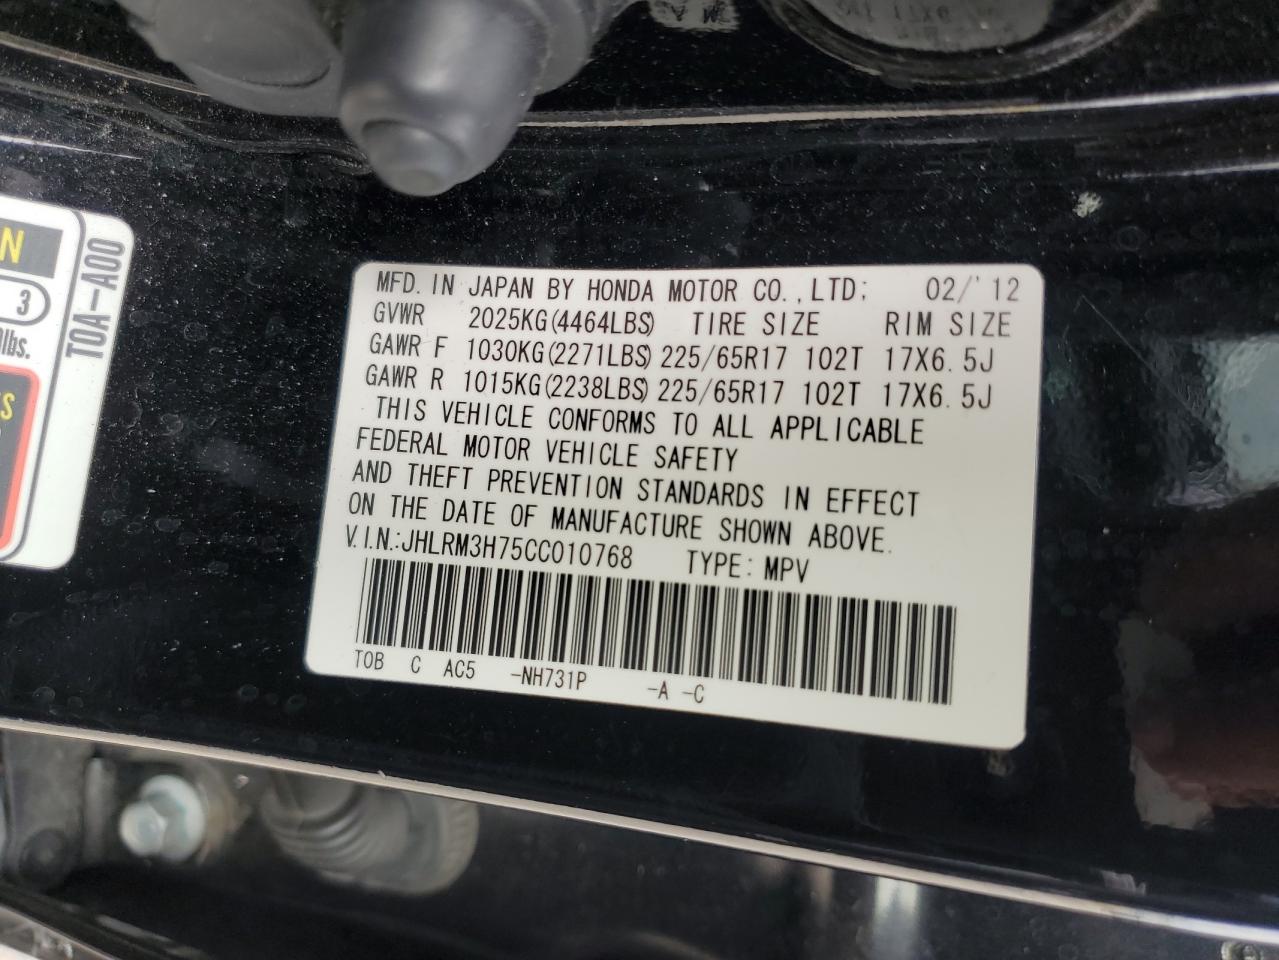 N
3
lbs.
S
T0A-A00
MFD. IN JAPAN BY HONDA MOTOR CO.,LTD; 02/'12
GVWR 2025KG(4464LBS) TIRE SIZE RIM SIZE
GAWR F 1030KG(2271LBS) 225/65R17 102T 17X6.5J
GAWR R 1015KG(2238LBS) 225/65R17 102T 17X6.5J
THIS VEHICLE CONFORMS TO ALL APPLICABLE
FEDERAL MOTOR VEHICLE SAFETY
AND THEFT PREVENTION STANDARDS IN EFFECT
ON THE DATE OF MANUFACTURE SHOWN ABOVE.
V.I.N.:JHLRM3H75CC010768 TYPE: MPV
T0B C AC5 -NH731P -A -C